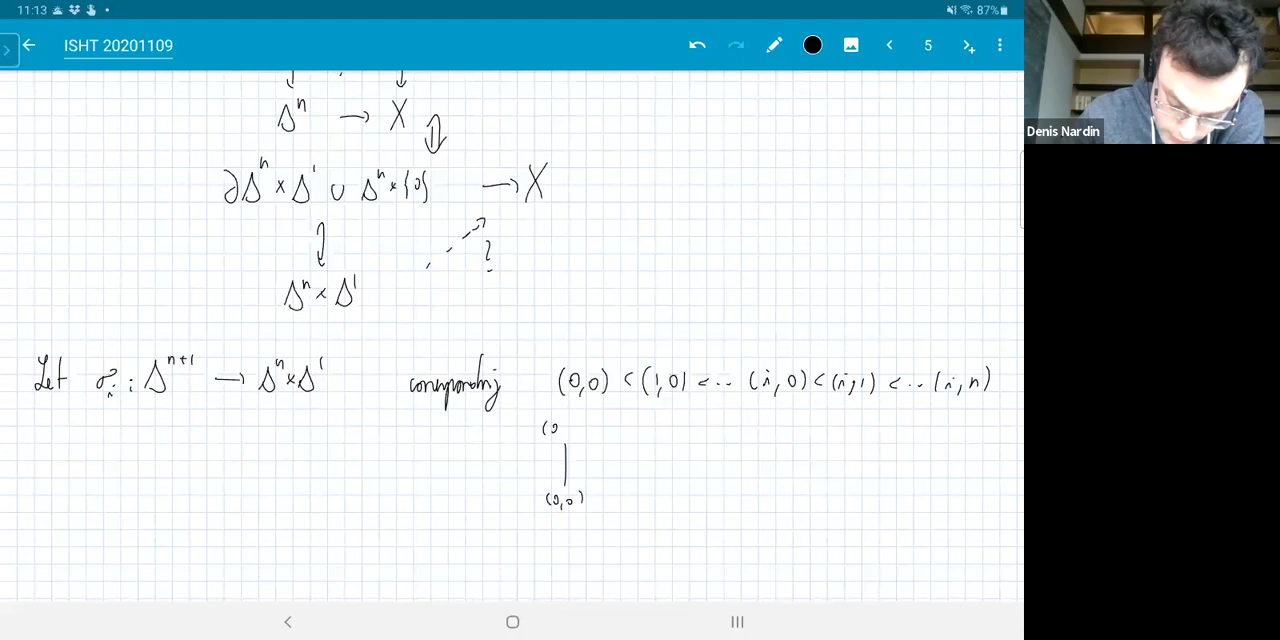 11:13 87%
ISHT 20201109 5
Δⁿ → X
⇕
∂Δⁿ × Δ¹ ∪ Δⁿ × {0} → X
?
Δⁿ × Δ¹
Let σᵢ : Δⁿ⁺¹ → Δⁿ × Δ¹ corresponding (0,0) < (1,0) < ... (i,0) < (i,1) < ... (i,n)
(0
(0,0)
Denis Nardin